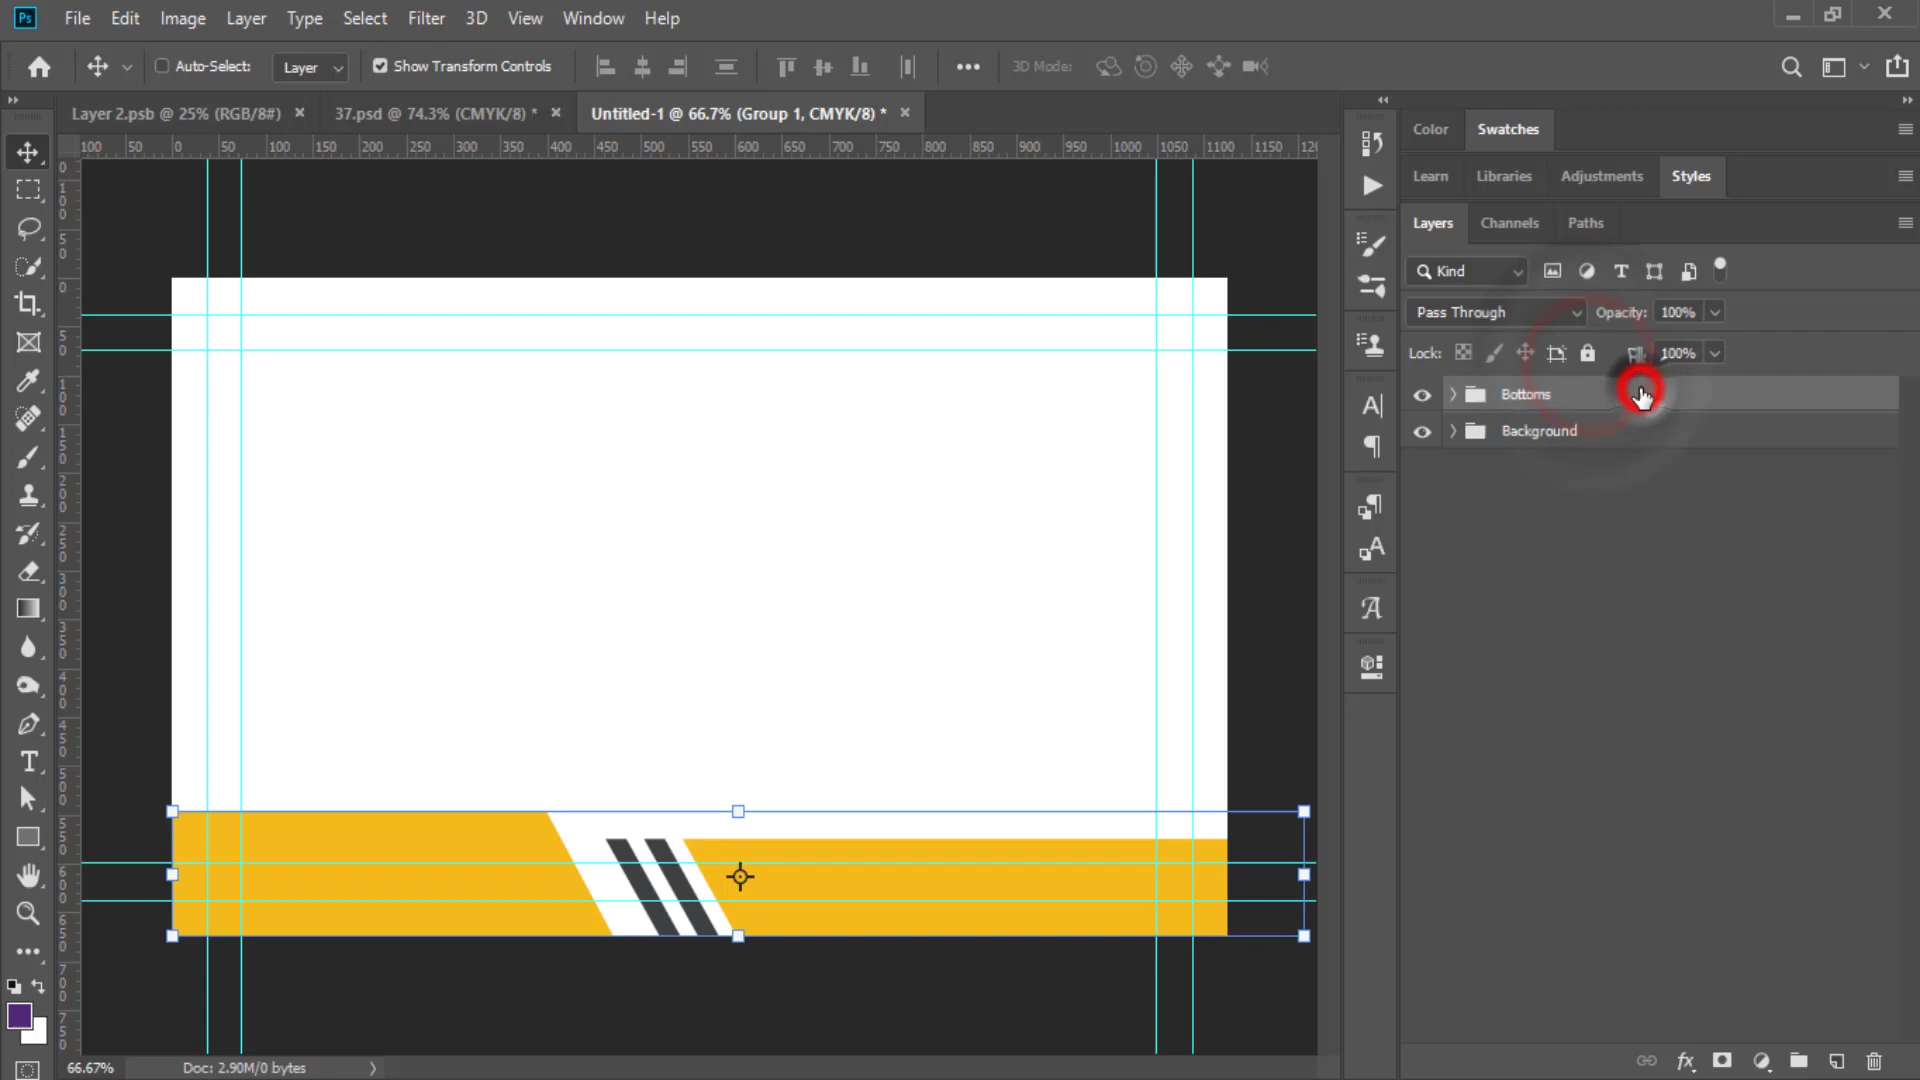 Ps File Edit Image Layer Type Select Filter 3D View Window Help
Auto-Select: Layer Show Transform Controls 3D Mode:
Layer 2.psb @ 25% (RGB/8#) × 37.psd @ 74.3% (CMYK/8) * × Untitled-1 @ 66.7% (Group 1, CMYK/8) * ×
100 50 0 50 100 150 200 250 300 350 400 450 500 550 600 650 700 750 800 850 900 950 1000 1050 1100 1150 120
Color Swatches
Learn Libraries Adjustments Styles
Layers Channels Paths
Kind
Pass Through Opacity: 100%
Lock: 100%
Bottoms
Background
66.67% Doc: 2.90M/0 bytes